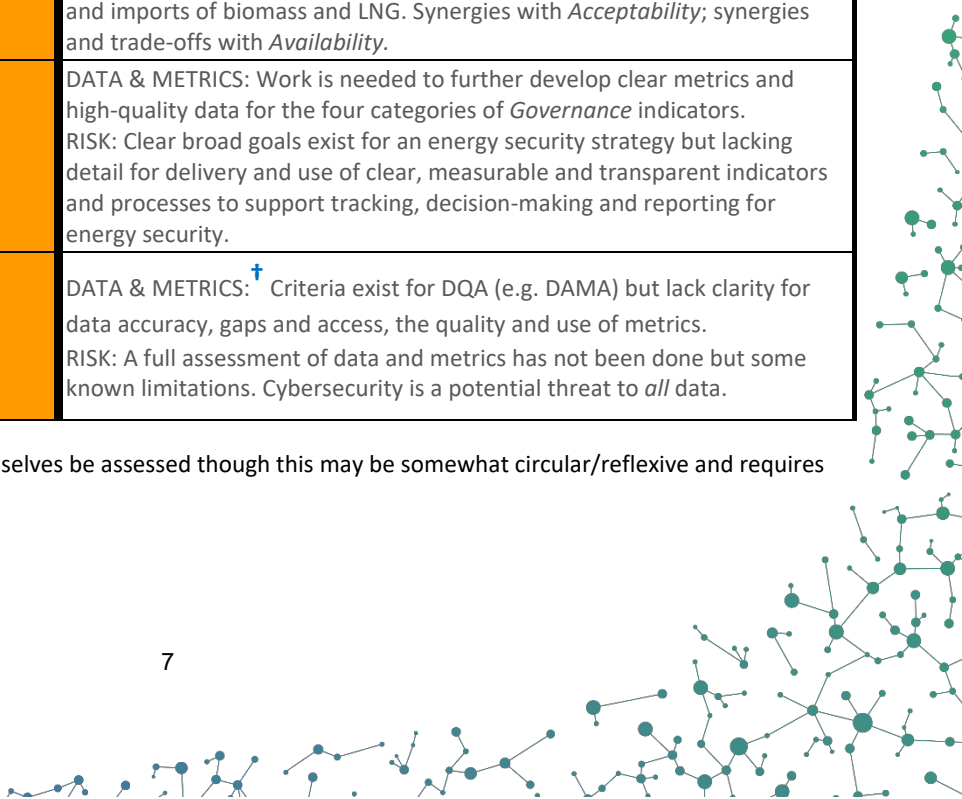 and imports of biomass and LNG. Synergies with Acceptability; synergies
and trade-offs with Availability.
DATA & METRICS: Work is needed to further develop clear metrics and
high-quality data for the four categories of Governance indicators.
RISK: Clear broad goals exist for an energy security strategy but lacking
detail for delivery and use of clear, measurable and transparent indicators
and processes to support tracking, decision-making and reporting for
energy security.
DATA & METRICS:† Criteria exist for DQA (e.g. DAMA) but lack clarity for
data accuracy, gaps and access, the quality and use of metrics.
RISK: A full assessment of data and metrics has not been done but some
known limitations. Cybersecurity is a potential threat to all data.
selves be assessed though this may be somewhat circular/reflexive and requires
7